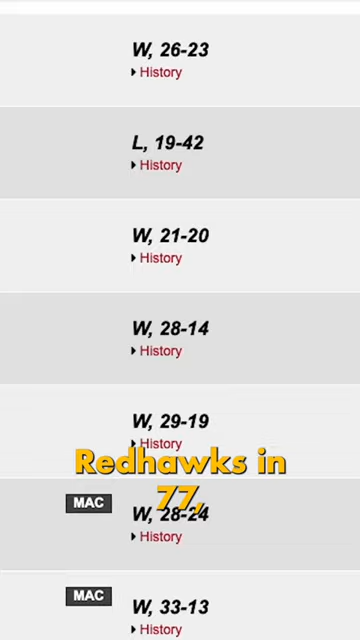 W, 26-23
History
L, 19-42
History
W, 21-20
History
W, 28-14
History
W, 29-19
History
Redhawks in
77,
MAC
W, 28-24
History
MAC
W, 33-13
History